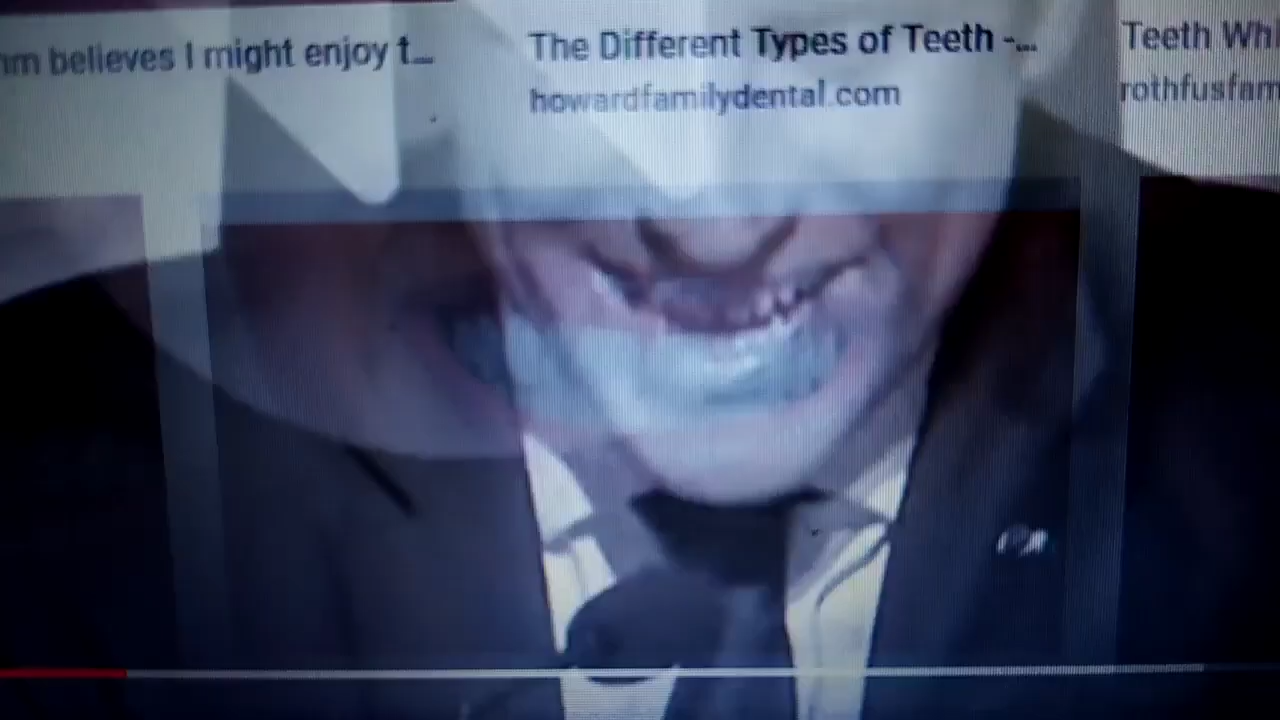 believes I might enjoy t...
The Different Types of Teeth -...
howardfamilydental.com
Teeth Wh
rothfusfam